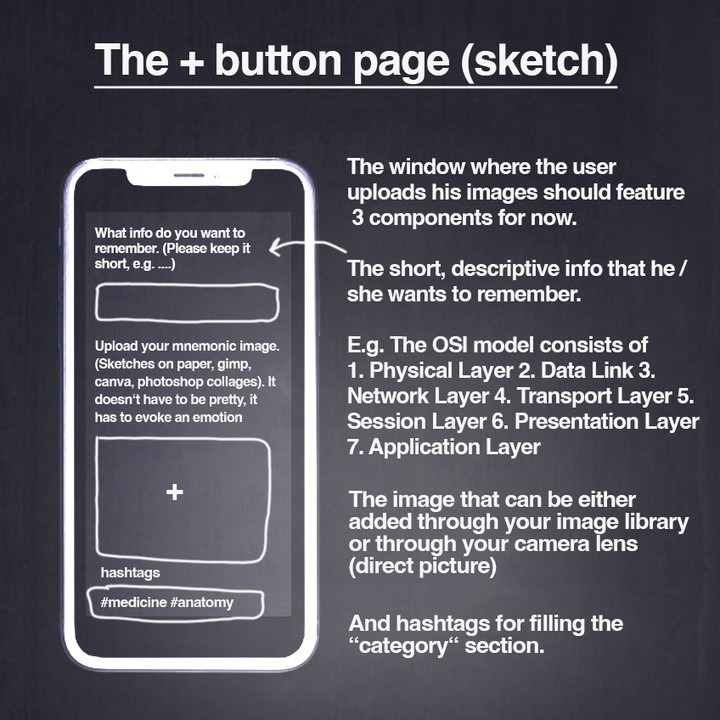 The + button page (sketch)
What info do you want to
remember. (Please keep it
short, e.g. ....)
Upload your mnemonic image.
(Sketches on paper, gimp,
canva, photoshop collages). It
doesn‘t have to be pretty, it
has to evoke an emotion
+
hashtags
#medicine #anatomy
The window where the user
uploads his images should feature
3 components for now.
The short, descriptive info that he /
she wants to remember.
E.g. The OSI model consists of
1. Physical Layer 2. Data Link 3.
Network Layer 4. Transport Layer 5.
Session Layer 6. Presentation Layer
7. Application Layer
The image that can be either
added through your image library
or through your camera lens
(direct picture)
And hashtags for filling the
“category“ section.